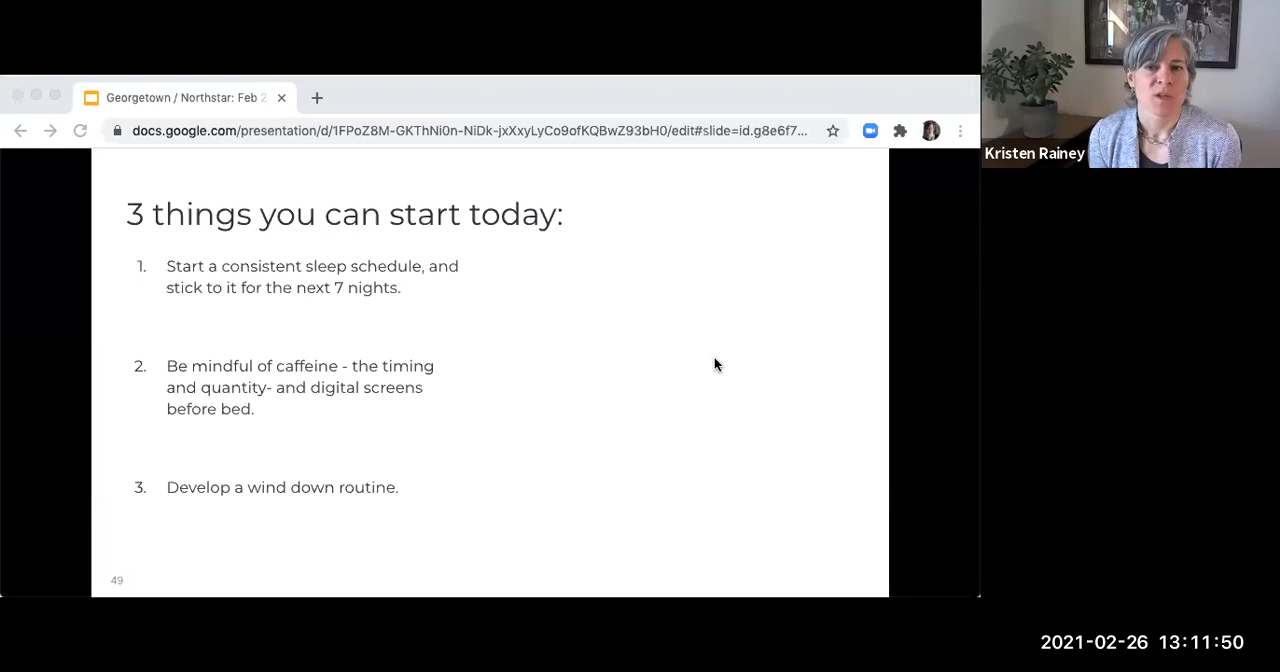 Georgetown / Northstar: Feb 2
docs.google.com/presentation/d/1FPoZ8M-GKThNi0n-NiDk-jxXxyLyCo9ofKQBwZ93bH0/edit#slide=id.g8e6f7...
Kristen Rainey
3 things you can start today:
1. Start a consistent sleep schedule, and
stick to it for the next 7 nights.
2. Be mindful of caffeine - the timing
and quantity- and digital screens
before bed.
3. Develop a wind down routine.
49
2021-02-26 13:11:50